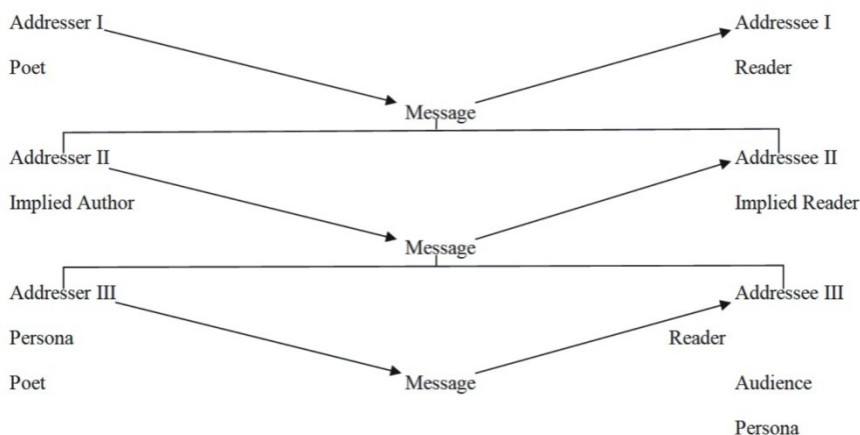 Addresser I Addressee I
Poet Reader
Message
Addresser II Addressee II
Implied Author Implied Reader
Message
Addresser III Addressee III
Persona Reader
Poet Message Audience
Persona